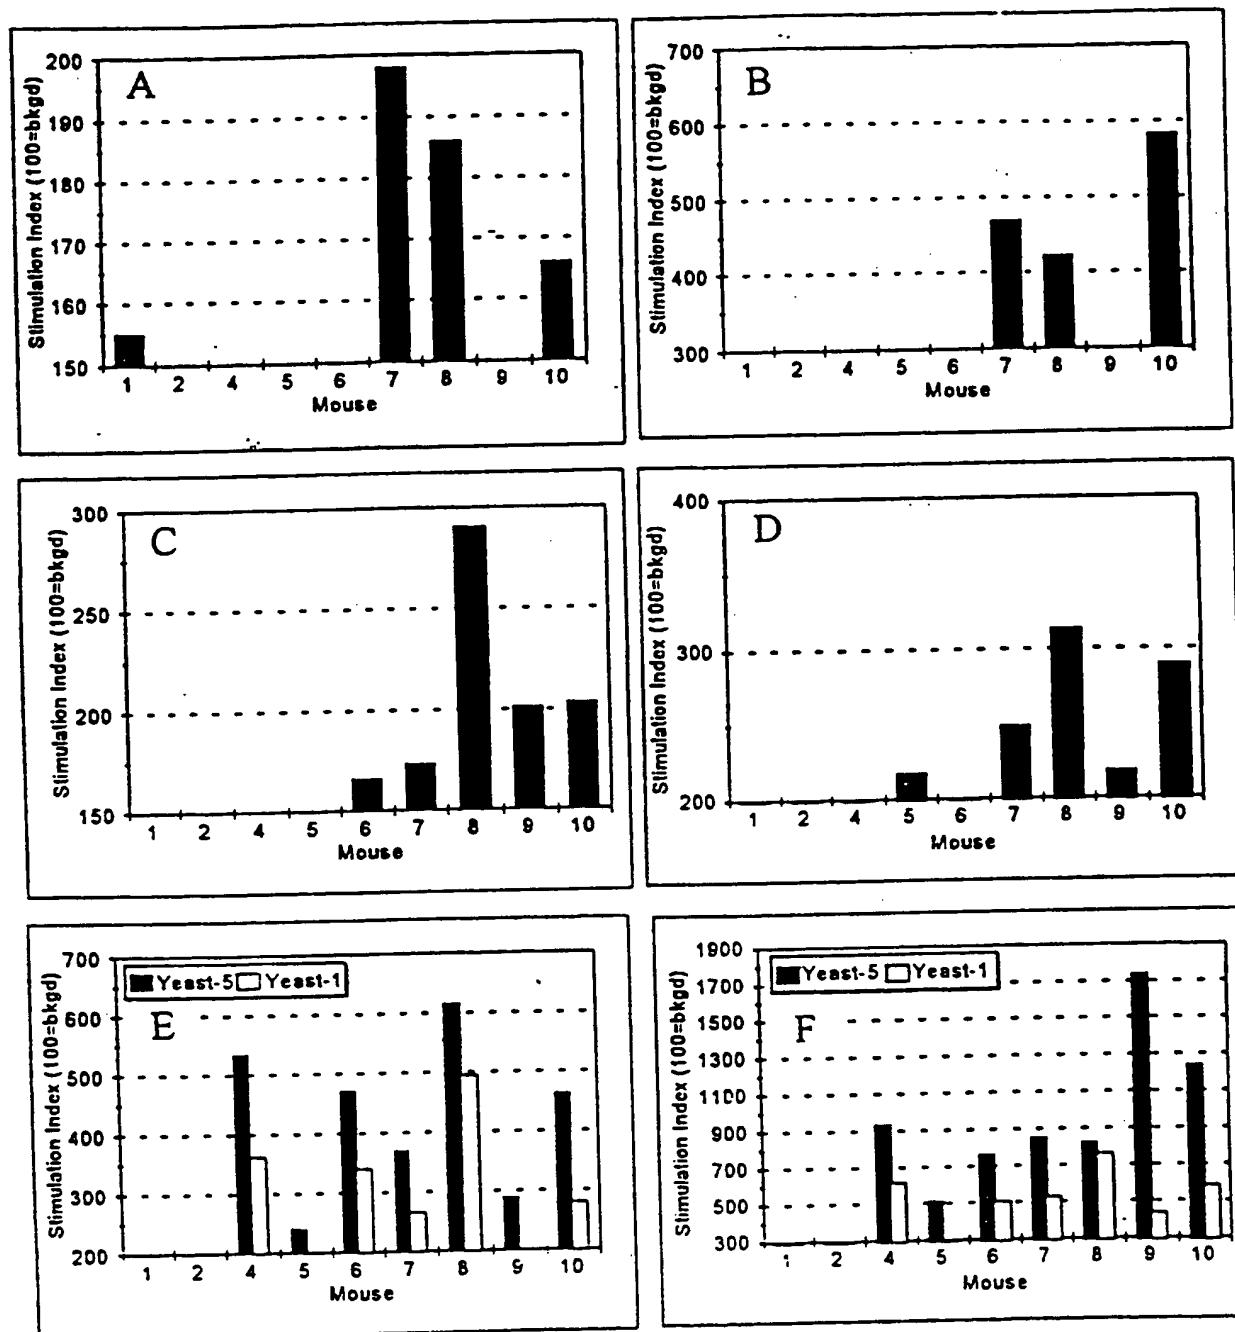 A
Stimulation Index (100=bkgd)
200
190
180
170
160
150
1 2 4 5 6 7 8 9 10
Mouse
B
Stimulation Index (100=bkgd)
700
600
500
400
300
1 2 4 5 6 7 8 9 10
Mouse
C
Stimulation Index (100=bkgd)
300
250
200
150
1 2 4 5 6 7 8 9 10
Mouse
D
Stimulation Index (100=bkgd)
400
300
200
1 2 4 5 6 7 8 9 10
Mouse
E
Yeast-5 Yeast-1
Stimulation Index (100=bkgd)
700
600
500
400
300
200
1 2 4 5 6 7 8 9 10
Mouse
F
Yeast-5 Yeast-1
Stimulation Index (100=bkgd)
1900
1700
1500
1300
1100
900
700
500
300
1 2 4 5 6 7 8 9 10
Mouse